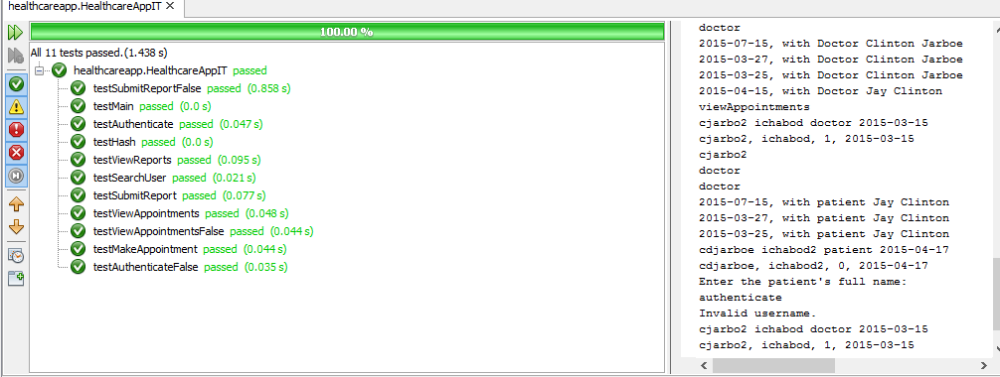 healthcareapp.HealthcareAppIT
100.00 %
All 11 tests passed.(1.438 s)
healthcareapp.HealthcareAppIT passed
testSubmitReportFalse passed (0.858 s)
testMain passed (0.0 s)
testAuthenticate passed (0.047 s)
testHash passed (0.0 s)
testViewReports passed (0.095 s)
testSearchUser passed (0.021 s)
testSubmitReport passed (0.077 s)
testViewAppointments passed (0.048 s)
testViewAppointmentsFalse passed (0.044 s)
testMakeAppointment passed (0.044 s)
testAuthenticateFalse passed (0.035 s)
doctor
2015-07-15, with Doctor Clinton Jarboe
2015-03-27, with Doctor Clinton Jarboe
2015-03-25, with Doctor Clinton Jarboe
2015-04-15, with Doctor Jay Clinton
viewAppointments
cjarbo2 ichabod doctor 2015-03-15
cjarbo2, ichabod, 1, 2015-03-15
cjarbo2
doctor
doctor
2015-07-15, with patient Jay Clinton
2015-03-27, with patient Jay Clinton
2015-03-25, with patient Jay Clinton
cdjarboe ichabod2 patient 2015-04-17
cdjarboe, ichabod2, 0, 2015-04-17
Enter the patient's full name:
authenticate
Invalid username.
cjarbo2 ichabod doctor 2015-03-15
cjarbo2, ichabod, 1, 2015-03-15